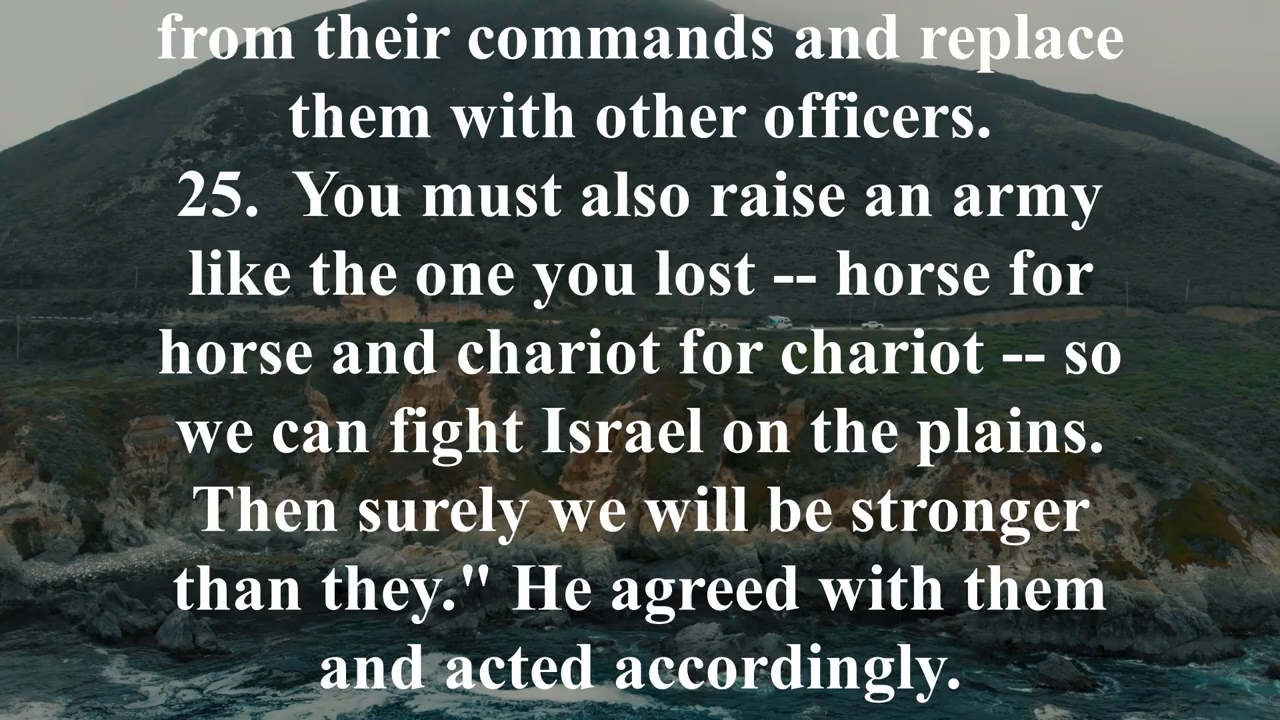 from their commands and replace
them with other officers.
25.  You must also raise an army
like the one you lost -- horse for
horse and chariot for chariot -- so
we can fight Israel on the plains.
Then surely we will be stronger
than they." He agreed with them
and acted accordingly.